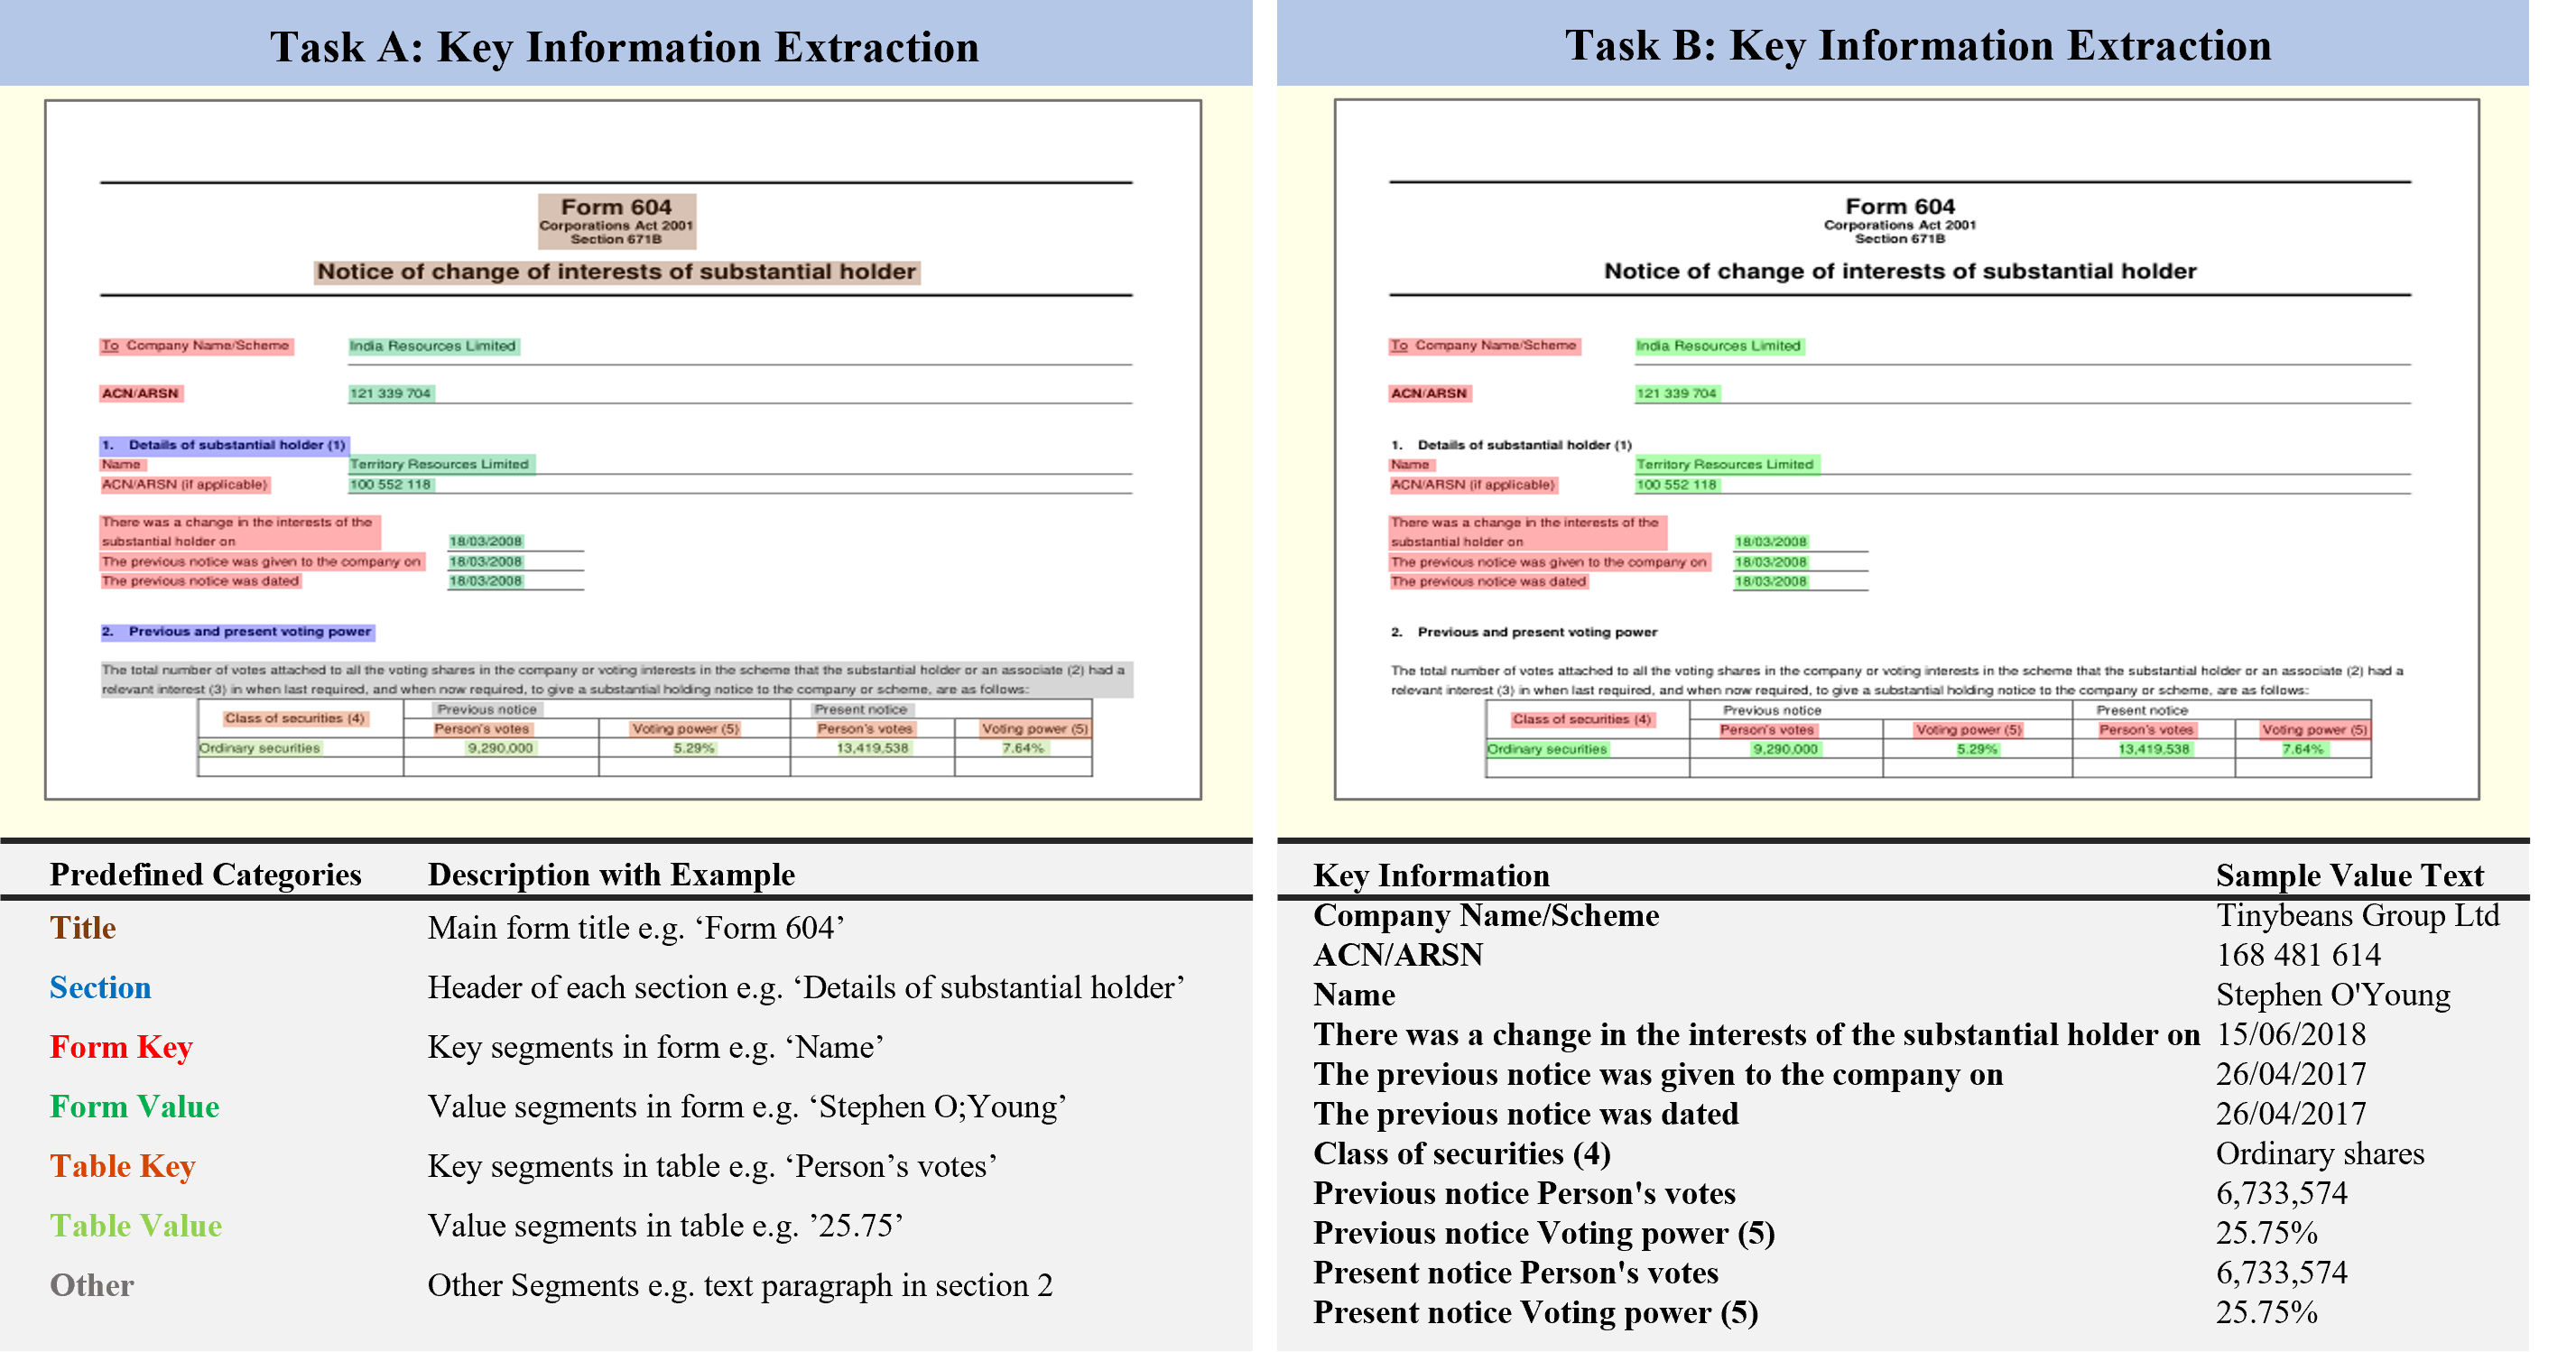 Task A: Key Information Extraction
Form 604
Corporations Act 2001
Section 671B
Notice of change of interests of substantial holder
To Company Name/Scheme India Resources Limited
ACN/ARSN 121 339 704
1. Details of substantial holder (1)
Name Territory Resources Limited
ACN/ARSN (if applicable) 100 552 118
There was a change in the interests of the
substantial holder on 18/03/2008
The previous notice was given to the company on 18/03/2008
The previous notice was dated 18/03/2008
2. Previous and present voting power
The total number of votes attached to all the voting shares in the company or voting interests in the scheme that the substantial holder or an associate (2) had a
relevant interest (3) in when last required, and when now required, to give a substantial holding notice to the company or scheme, are as follows:
Class of securities (4) Previous notice Present notice
Person's votes Voting power (5) Person's votes Voting power (5)
Ordinary securities 9,290,000 5.29% 13,419,538 7.64%
Predefined Categories Description with Example
Title Main form title e.g. ‘Form 604’
Section Header of each section e.g. ‘Details of substantial holder’
Form Key Key segments in form e.g. ‘Name’
Form Value Value segments in form e.g. ‘Stephen O;Young’
Table Key Key segments in table e.g. ‘Person’s votes’
Table Value Value segments in table e.g. ’25.75’
Other Other Segments e.g. text paragraph in section 2
Task B: Key Information Extraction
Form 604
Corporations Act 2001
Section 671B
Notice of change of interests of substantial holder
To Company Name/Scheme India Resources Limited
ACN/ARSN 121 339 704
1. Details of substantial holder (1)
Name Territory Resources Limited
ACN/ARSN (if applicable) 100 552 118
There was a change in the interests of the
substantial holder on 18/03/2008
The previous notice was given to the company on 18/03/2008
The previous notice was dated 18/03/2008
2. Previous and present voting power
The total number of votes attached to all the voting shares in the company or voting interests in the scheme that the substantial holder or an associate (2) had a
relevant interest (3) in when last required, and when now required, to give a substantial holding notice to the company or scheme, are as follows:
Class of securities (4) Previous notice Present notice
Person's votes Voting power (5) Person's votes Voting power (5)
Ordinary securities 9,290,000 5.29% 13,419,538 7.64%
Key Information Sample Value Text
Company Name/Scheme Tinybeans Group Ltd
ACN/ARSN 168 481 614
Name Stephen O'Young
There was a change in the interests of the substantial holder on 15/06/2018
The previous notice was given to the company on 26/04/2017
The previous notice was dated 26/04/2017
Class of securities (4) Ordinary shares
Previous notice Person's votes 6,733,574
Previous notice Voting power (5) 25.75%
Present notice Person's votes 6,733,574
Present notice Voting power (5) 25.75%